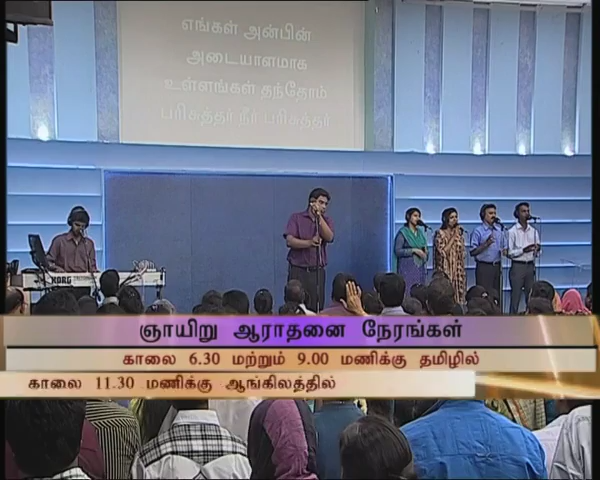 எங்கள் அன்பின்
அடையாளமாக
உள்ளங்கள் தந்தோம்
பரிசுத்தர் நீர் பரிசுத்தர்
KORG
ஞாயிறு ஆராதனை நேரங்கள்
காலை 6.30 மற்றும் 9.00 மணிக்கு தமிழில்
காலை 11.30 மணிக்கு ஆங்கிலத்தில்